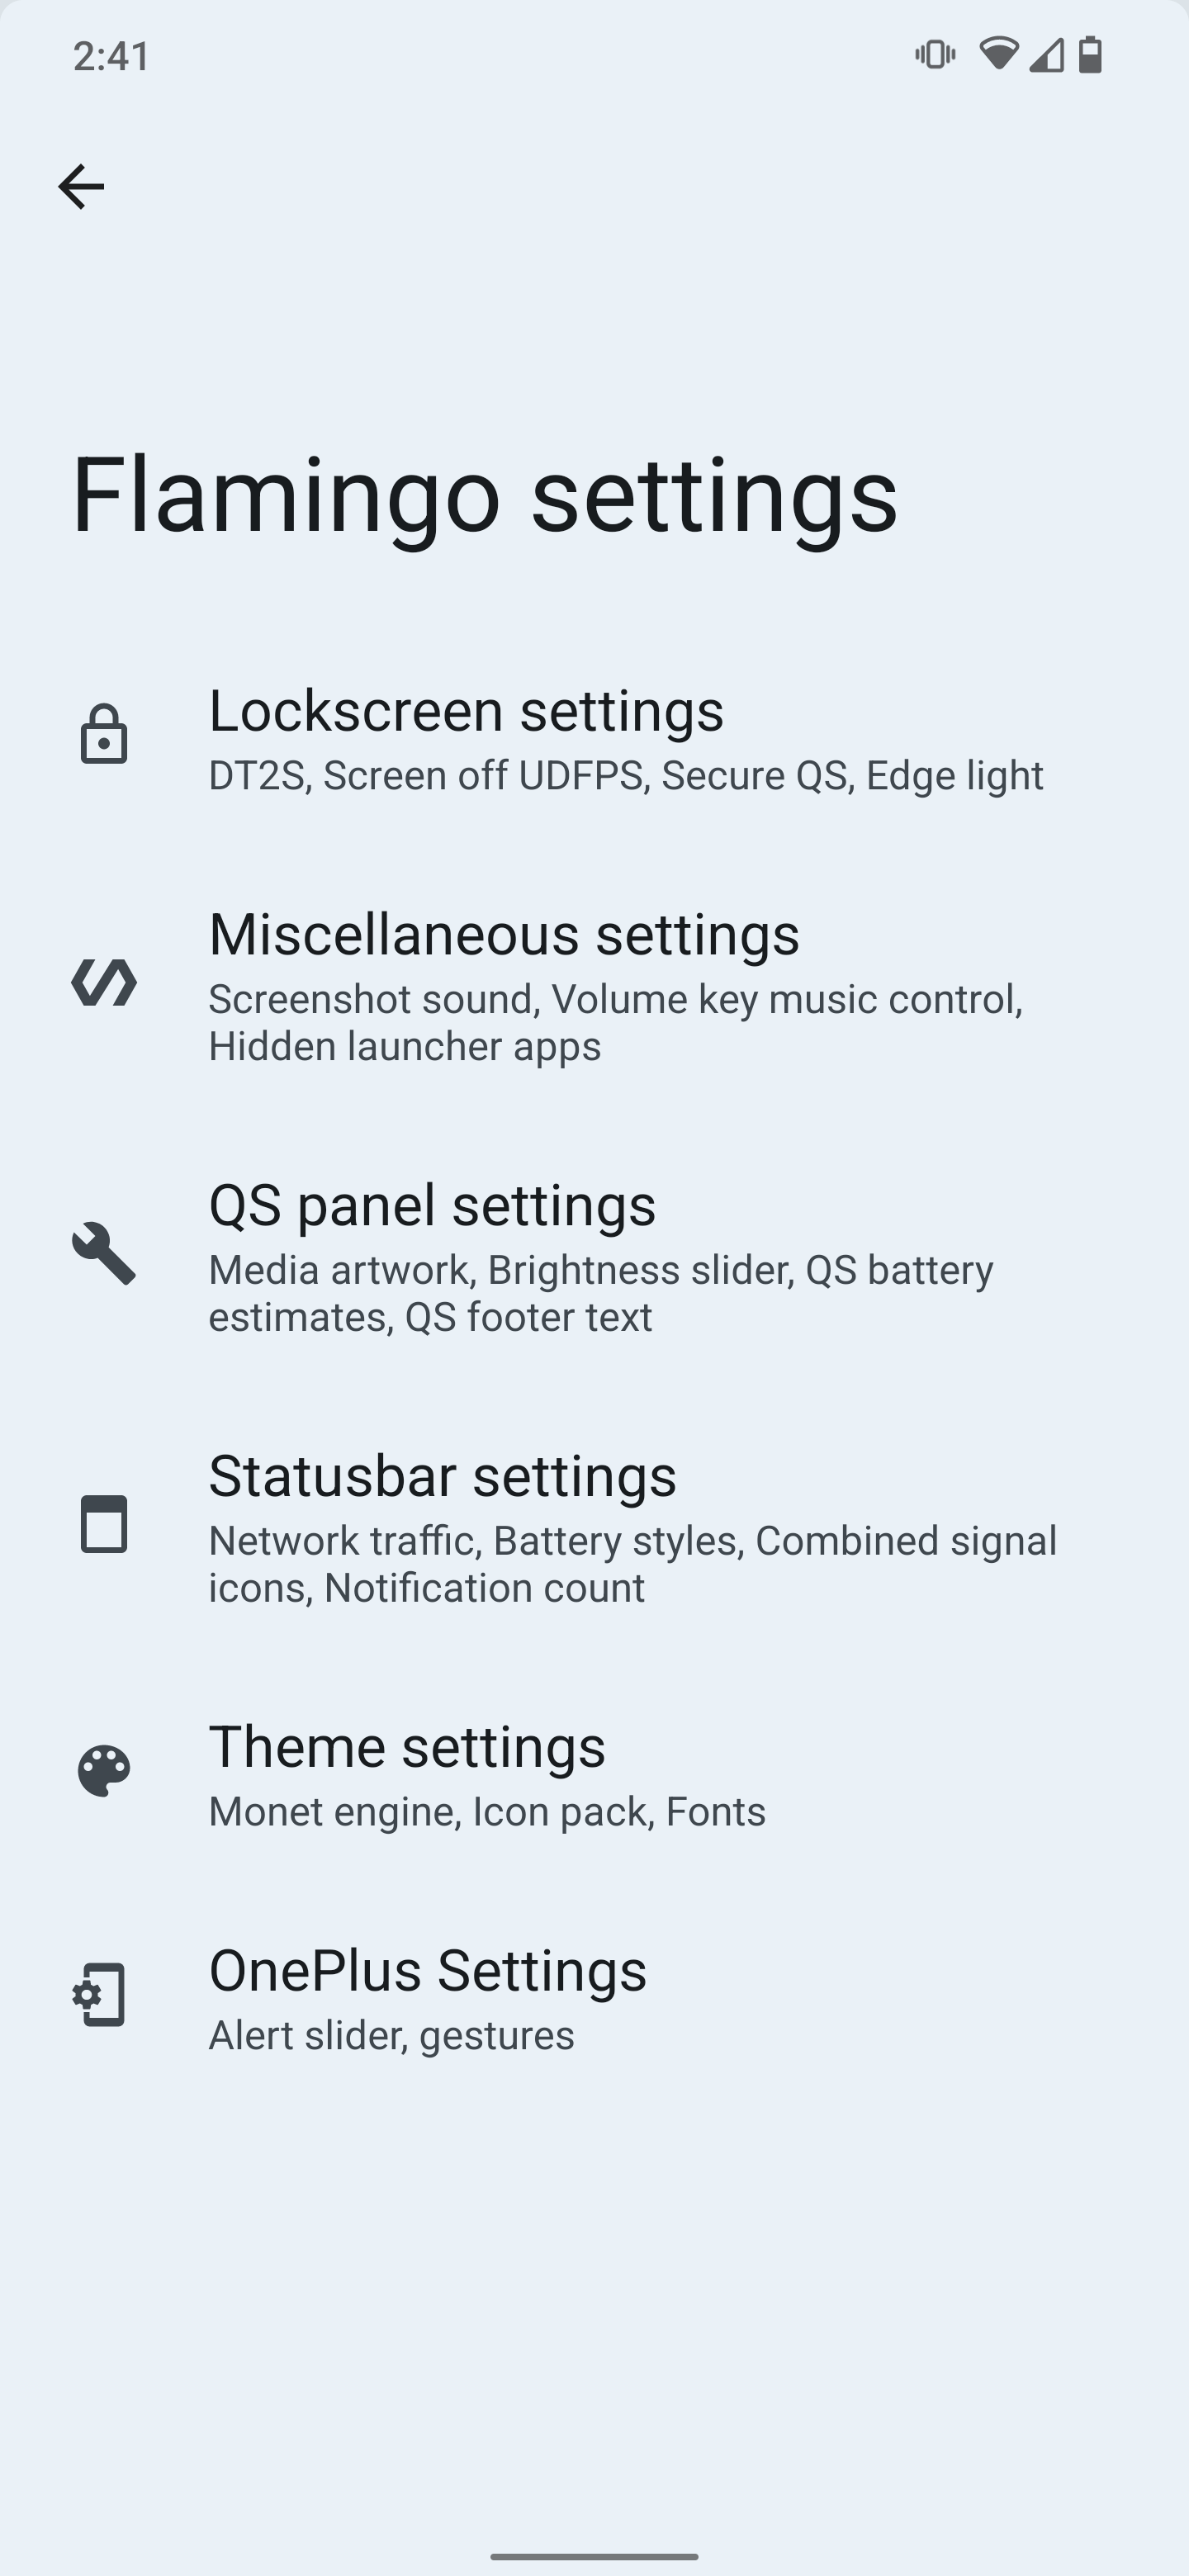 2:41
Flamingo settings
Lockscreen settings
DT2S, Screen off UDFPS, Secure QS, Edge light
Miscellaneous settings
Screenshot sound, Volume key music control,
Hidden launcher apps
QS panel settings
Media artwork, Brightness slider, QS battery
estimates, QS footer text
Statusbar settings
Network traffic, Battery styles, Combined signal
icons, Notification count
Theme settings
Monet engine, Icon pack, Fonts
OnePlus Settings
Alert slider, gestures